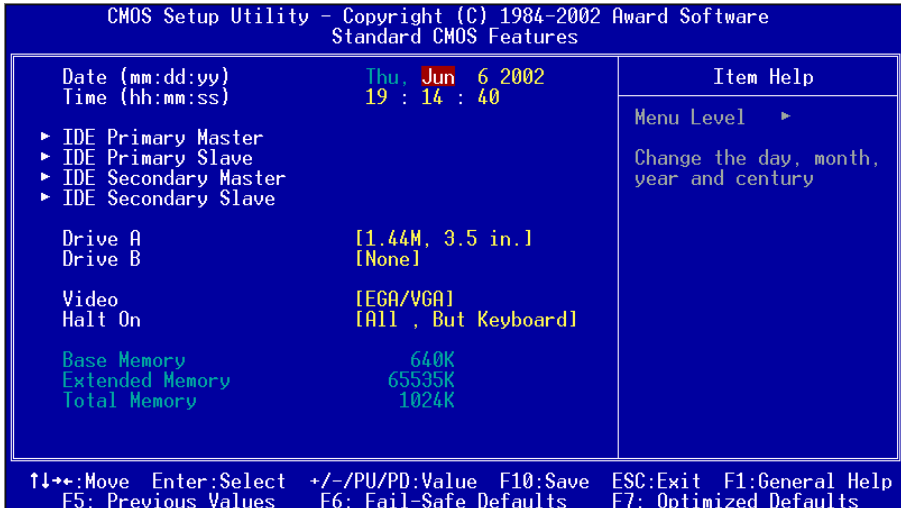 CMOS Setup Utility - Copyright (C) 1984-2002 Award Software
Standard CMOS Features
Date (mm:dd:yy) Thu, Jun 6 2002
Time (hh:mm:ss) 19 : 14 : 40
► IDE Primary Master
► IDE Primary Slave
► IDE Secondary Master
► IDE Secondary Slave
Drive A [1.44M, 3.5 in.]
Drive B [None]
Video [EGA/VGA]
Halt On [All , But Keyboard]
Base Memory 640K
Extended Memory 65535K
Total Memory 1024K
Item Help
Menu Level ►
Change the day, month,
year and century
↑↓→←:Move Enter:Select +/-/PU/PD:Value F10:Save ESC:Exit F1:General Help
F5: Previous Values F6: Fail-Safe Defaults F7: Optimized Defaults